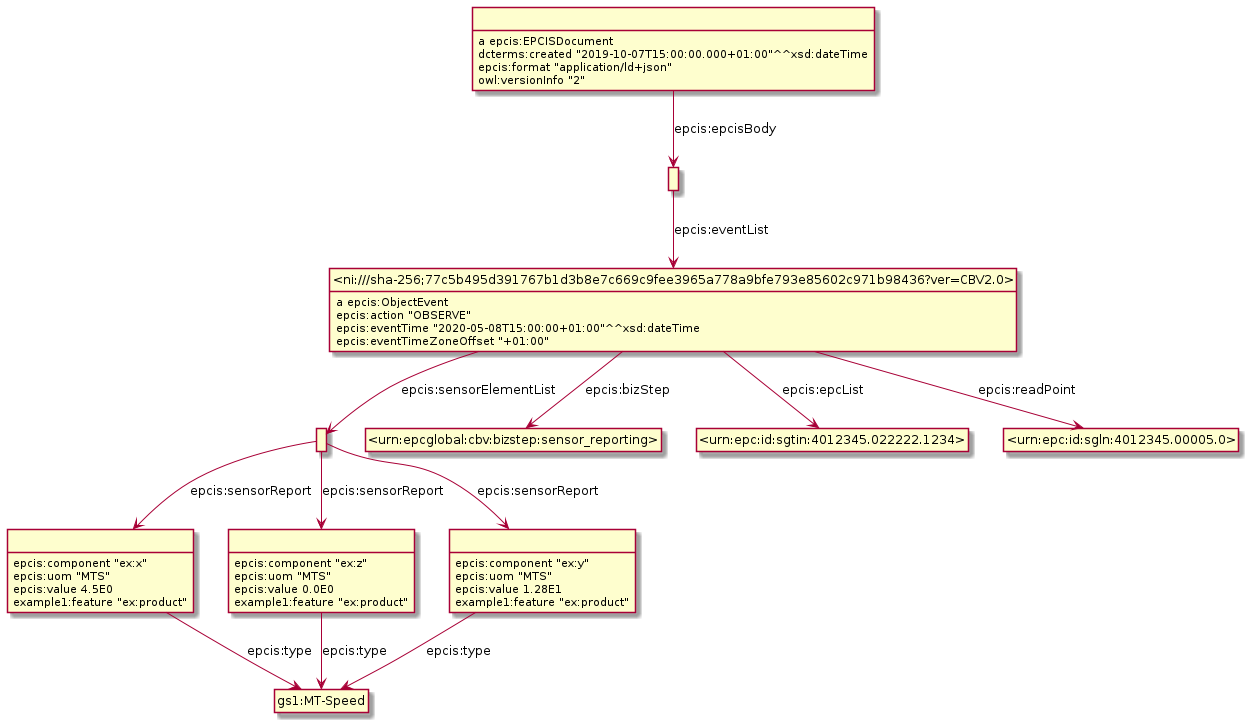 a epcis:EPCISDocument
dcterms:created "2019-10-07T15:00:00.000+01:00"^^xsd:dateTime
epcis:format "application/ld+json"
owl:versionInfo "2"
epcis:epcisBody
epcis:eventList
<ni:///sha-256;77c5b495d391767b1d3b8e7c669c9fee3965a778a9bfe793e85602c971b98436?ver=CBV2.0>
a epcis:ObjectEvent
epcis:action "OBSERVE"
epcis:eventTime "2020-05-08T15:00:00+01:00"^^xsd:dateTime
epcis:eventTimeZoneOffset "+01:00"
epcis:sensorElementList
epcis:bizStep
epcis:epcList
epcis:readPoint
<urn:epcglobal:cbv:bizstep:sensor_reporting>
<urn:epc:id:sgtin:4012345.022222.1234>
<urn:epc:id:sgln:4012345.00005.0>
epcis:sensorReport
epcis:sensorReport
epcis:sensorReport
epcis:component "ex:x"
epcis:uom "MTS"
epcis:value 4.5E0
example1:feature "ex:product"
epcis:component "ex:z"
epcis:uom "MTS"
epcis:value 0.0E0
example1:feature "ex:product"
epcis:component "ex:y"
epcis:uom "MTS"
epcis:value 1.28E1
example1:feature "ex:product"
epcis:type
epcis:type
epcis:type
gs1:MT-Speed